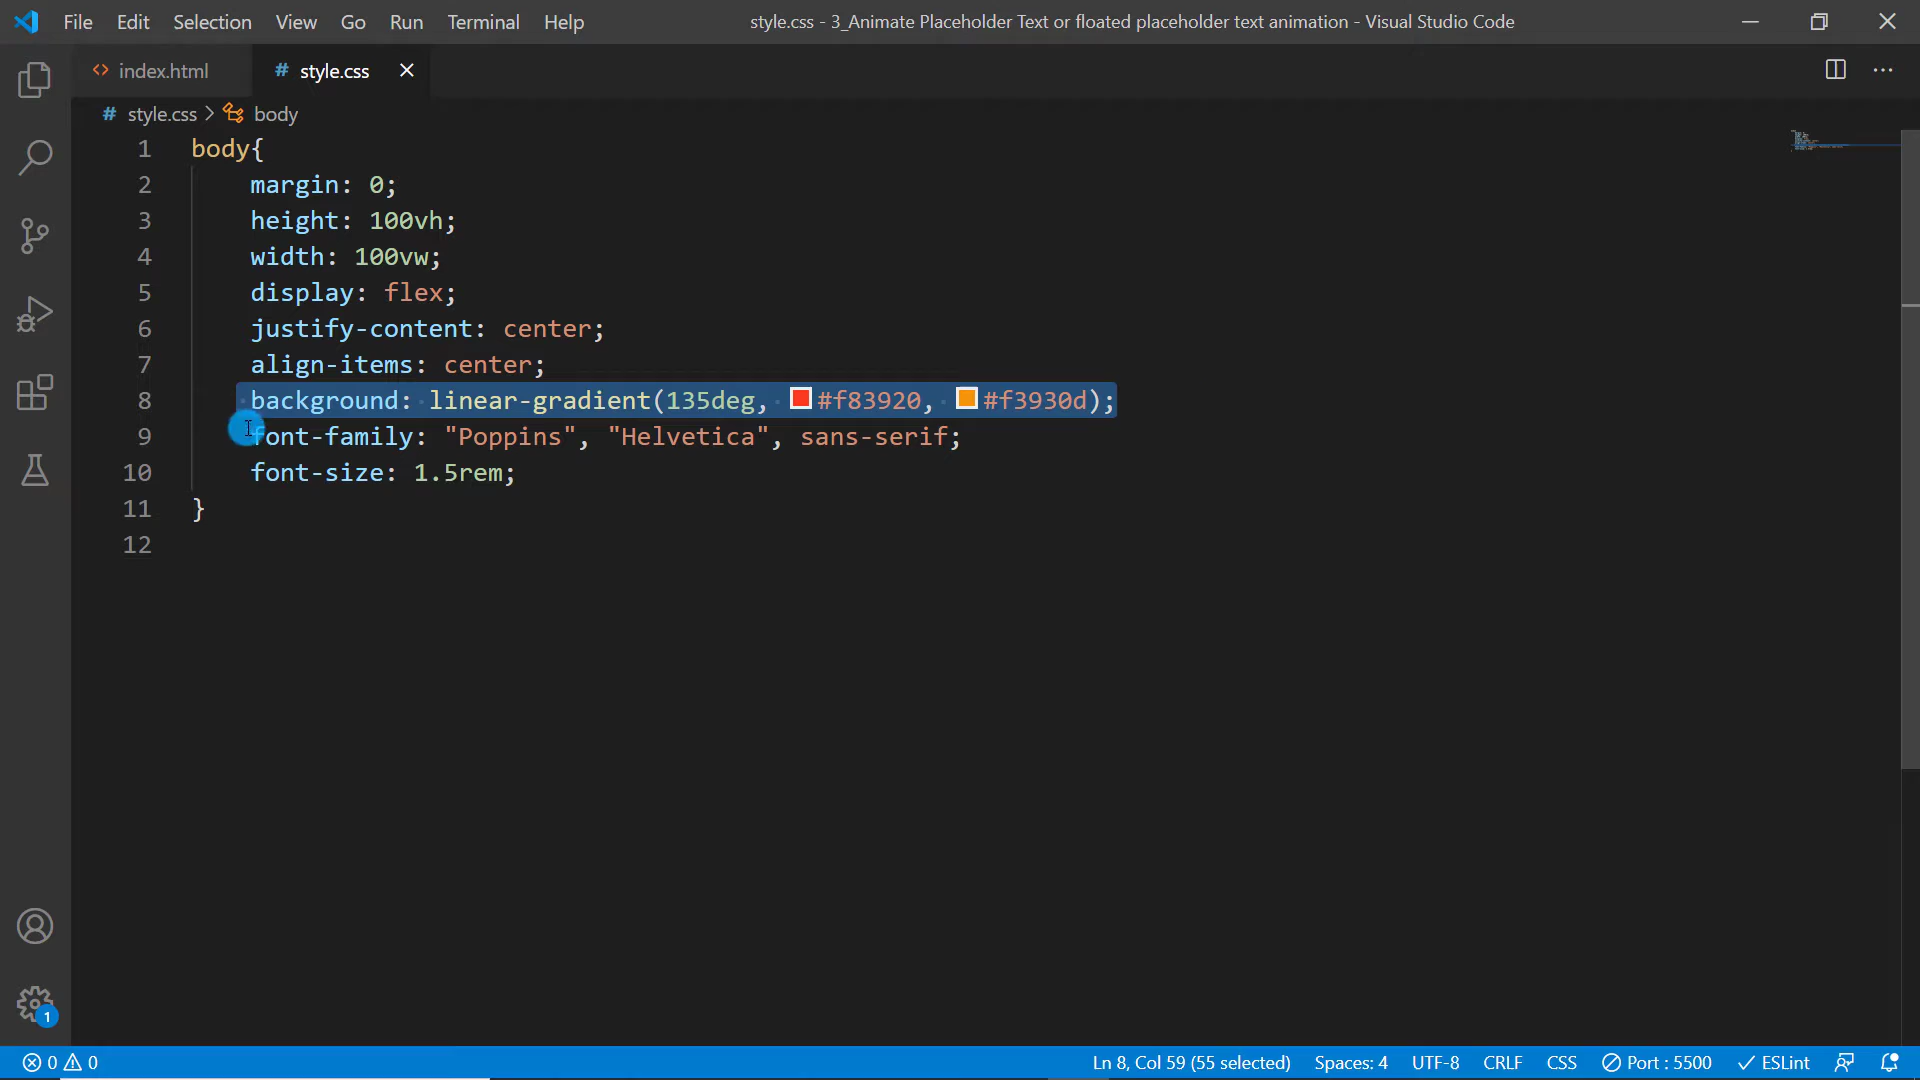 File Edit Selection View Go Run Terminal Help style.css - 3_Animate Placeholder Text or floated placeholder text animation - Visual Studio Code
index.html # style.css
# style.css > body
1 body{
2 margin: 0;
3 height: 100vh;
4 width: 100vw;
5 display: flex;
6 justify-content: center;
7 align-items: center;
8 background: linear-gradient(135deg, #f83920, #f3930d);
9 font-family: "Poppins", "Helvetica", sans-serif;
10 font-size: 1.5rem;
11 }
12
1
0 0 Ln 8, Col 59 (55 selected) Spaces: 4 UTF-8 CRLF CSS Port : 5500 ESLint